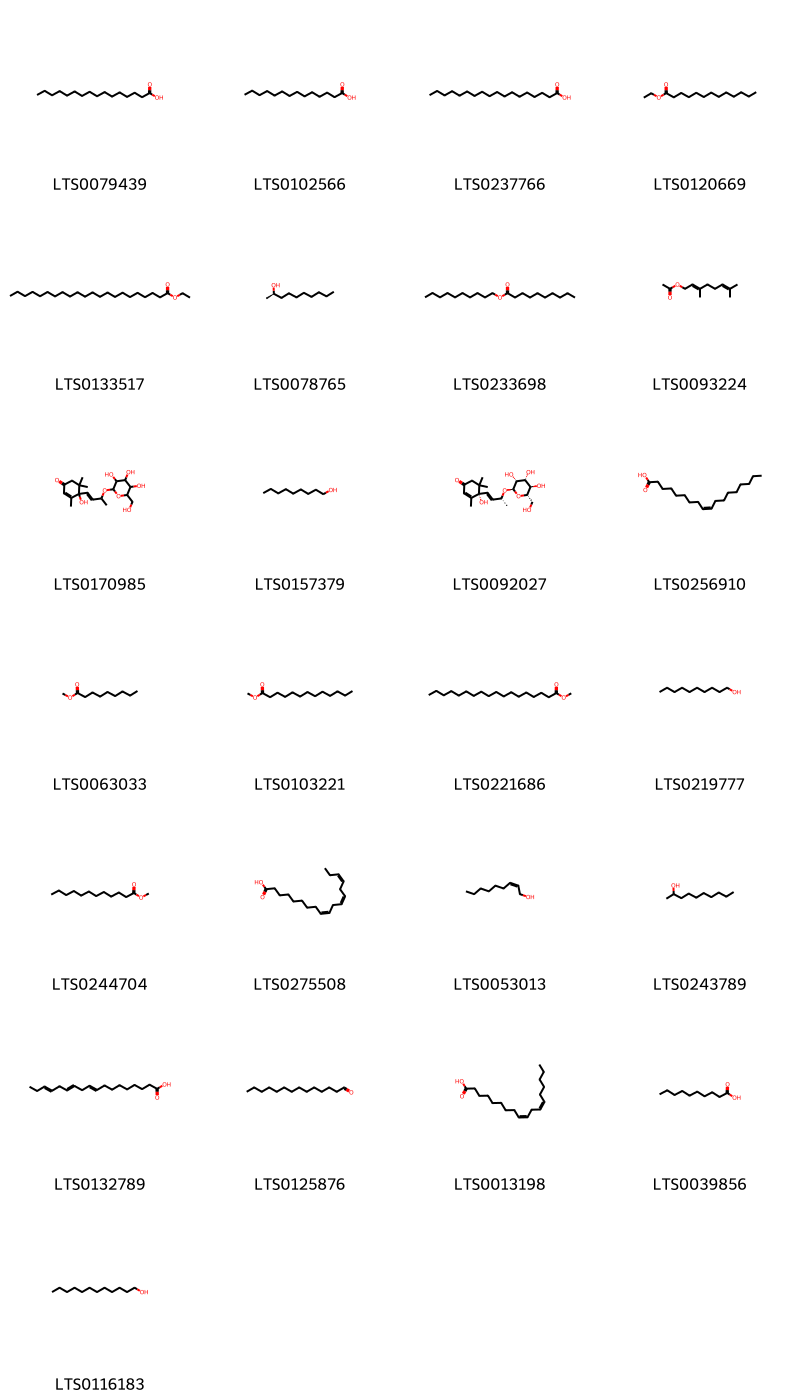 LTS0079439 LTS0102566 LTS0237766 LTS0120669
LTS0133517 LTS0078765 LTS0233698 LTS0093224
LTS0170985 LTS0157379 LTS0092027 LTS0256910
LTS0063033 LTS0103221 LTS0221686 LTS0219777
LTS0244704 LTS0275508 LTS0053013 LTS0243789
LTS0132789 LTS0125876 LTS0013198 LTS0039856
LTS0116183